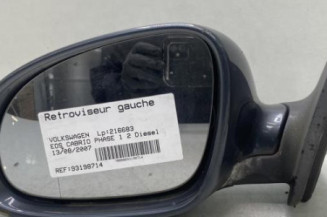 Retroviseur gauche
VOLKSWAGEN Lp:216683
EOS CABRIO PHASE 1 2 Diesel
13/06/2007
REF:93198714